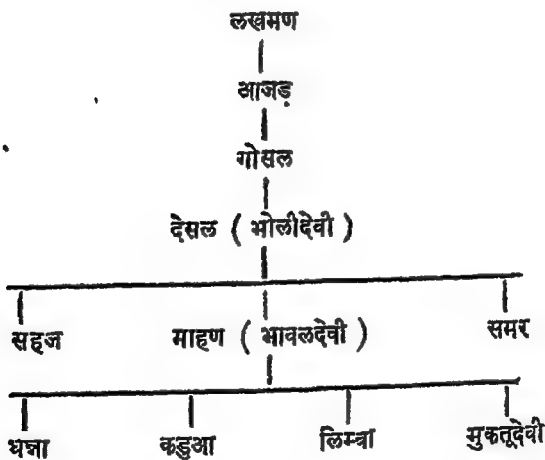 लखमण
आजड़
गोसल
देसल ( भोलीदेवी )
सहज माहण ( भावलदेवी ) समर
धन्ना कडुआ लिम्बा मुकतूदेवी